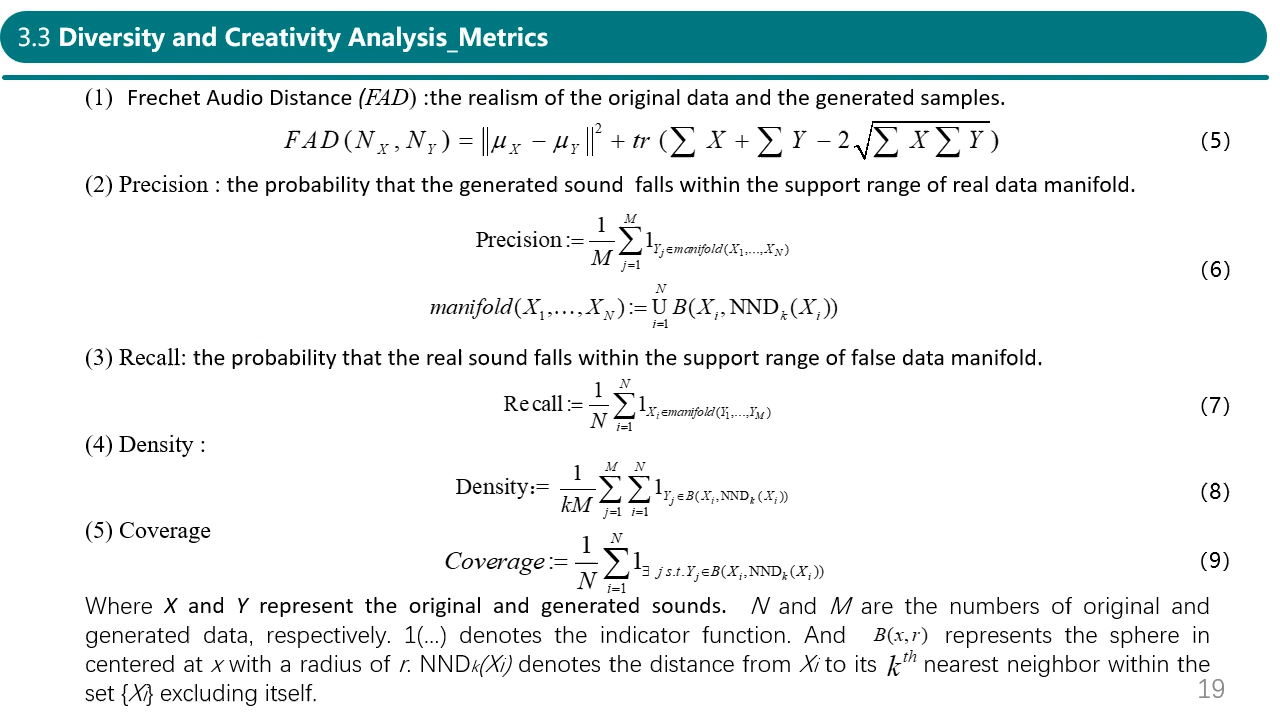 3.3 Diversity and Creativity Analysis_Metrics
(1) Frechet Audio Distance (FAD) :the realism of the original data and the generated samples.
FAD(N_X, N_Y) = ||μ_X − μ_Y||² + tr(∑X + ∑Y − 2√(∑X∑Y)) (5)
(2) Precision : the probability that the generated sound falls within the support range of real data manifold.
Precision := 1/M ∑_{j=1}^{M} 1_{Y_j∈manifold(X_1,...,X_N)}
(6)
manifold(X_1,...,X_N) := U_{i=1}^{N} B(X_i, NND_k(X_i))
(3) Recall: the probability that the real sound falls within the support range of false data manifold.
Recall := 1/N ∑_{i=1}^{N} 1_{X_i∈manifold(Y_1,...,Y_M)} (7)
(4) Density :
Density:= 1/kM ∑_{j=1}^{M} ∑_{i=1}^{N} 1_{Y_j∈B(X_i,NND_k(X_i))} (8)
(5) Coverage
Coverage := 1/N ∑_{i=1}^{N} 1_{∃ j s.t. Y_j∈B(X_i,NND_k(X_i))} (9)
Where X and Y represent the original and generated sounds. N and M are the numbers of original and
generated data, respectively. 1(...) denotes the indicator function. And B(x,r) represents the sphere in
centered at x with a radius of r. NNDk(Xi) denotes the distance from Xi to its k^th nearest neighbor within the
set {Xi} excluding itself.
19